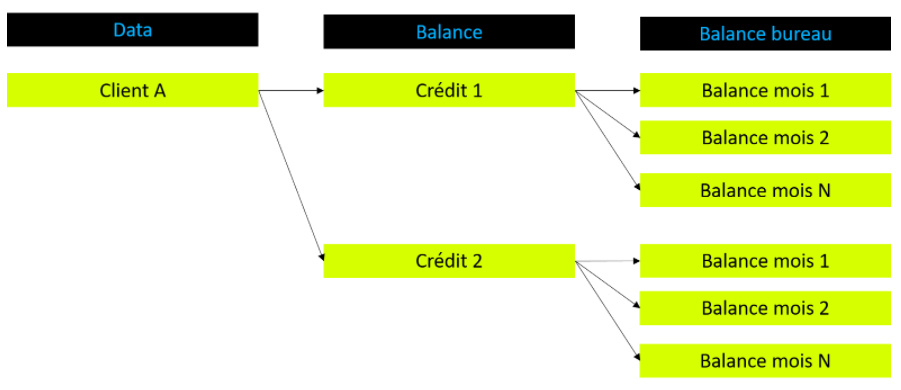 Data
Balance
Balance bureau
Client A
Crédit 1
Balance mois 1
Balance mois 2
Balance mois N
Crédit 2
Balance mois 1
Balance mois 2
Balance mois N